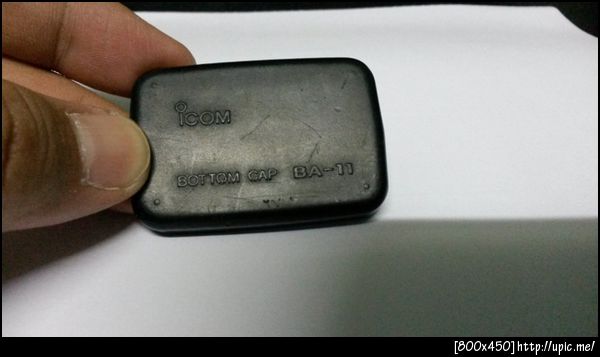 iCOM
BOTTOM CAP BA-11
[800x450]http://upic.me/